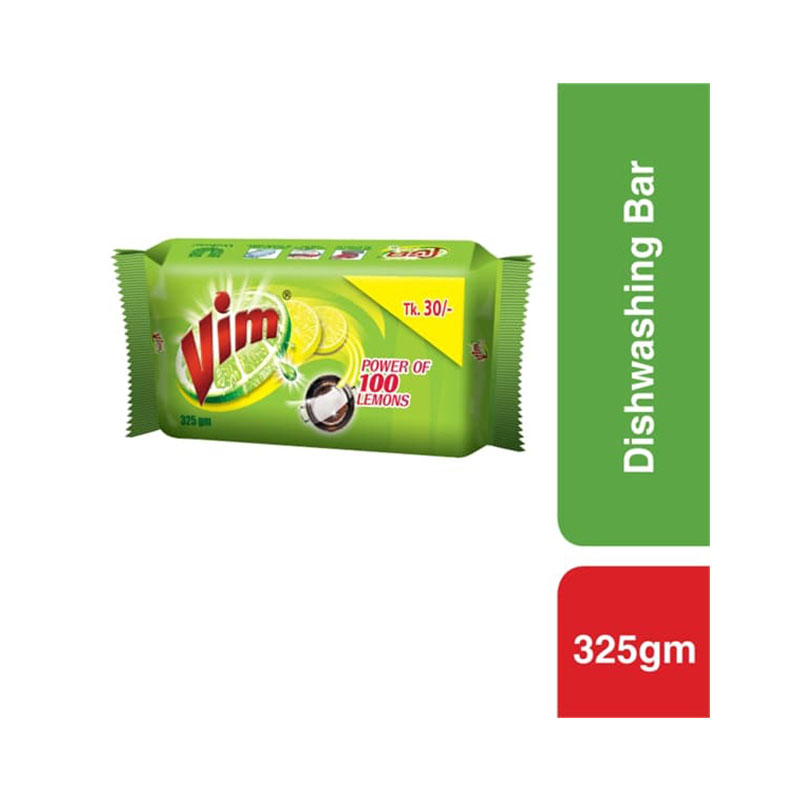 Vim®
Tk. 30/-
POWER OF
100
LEMONS
325 gm
Dishwashing Bar
325gm